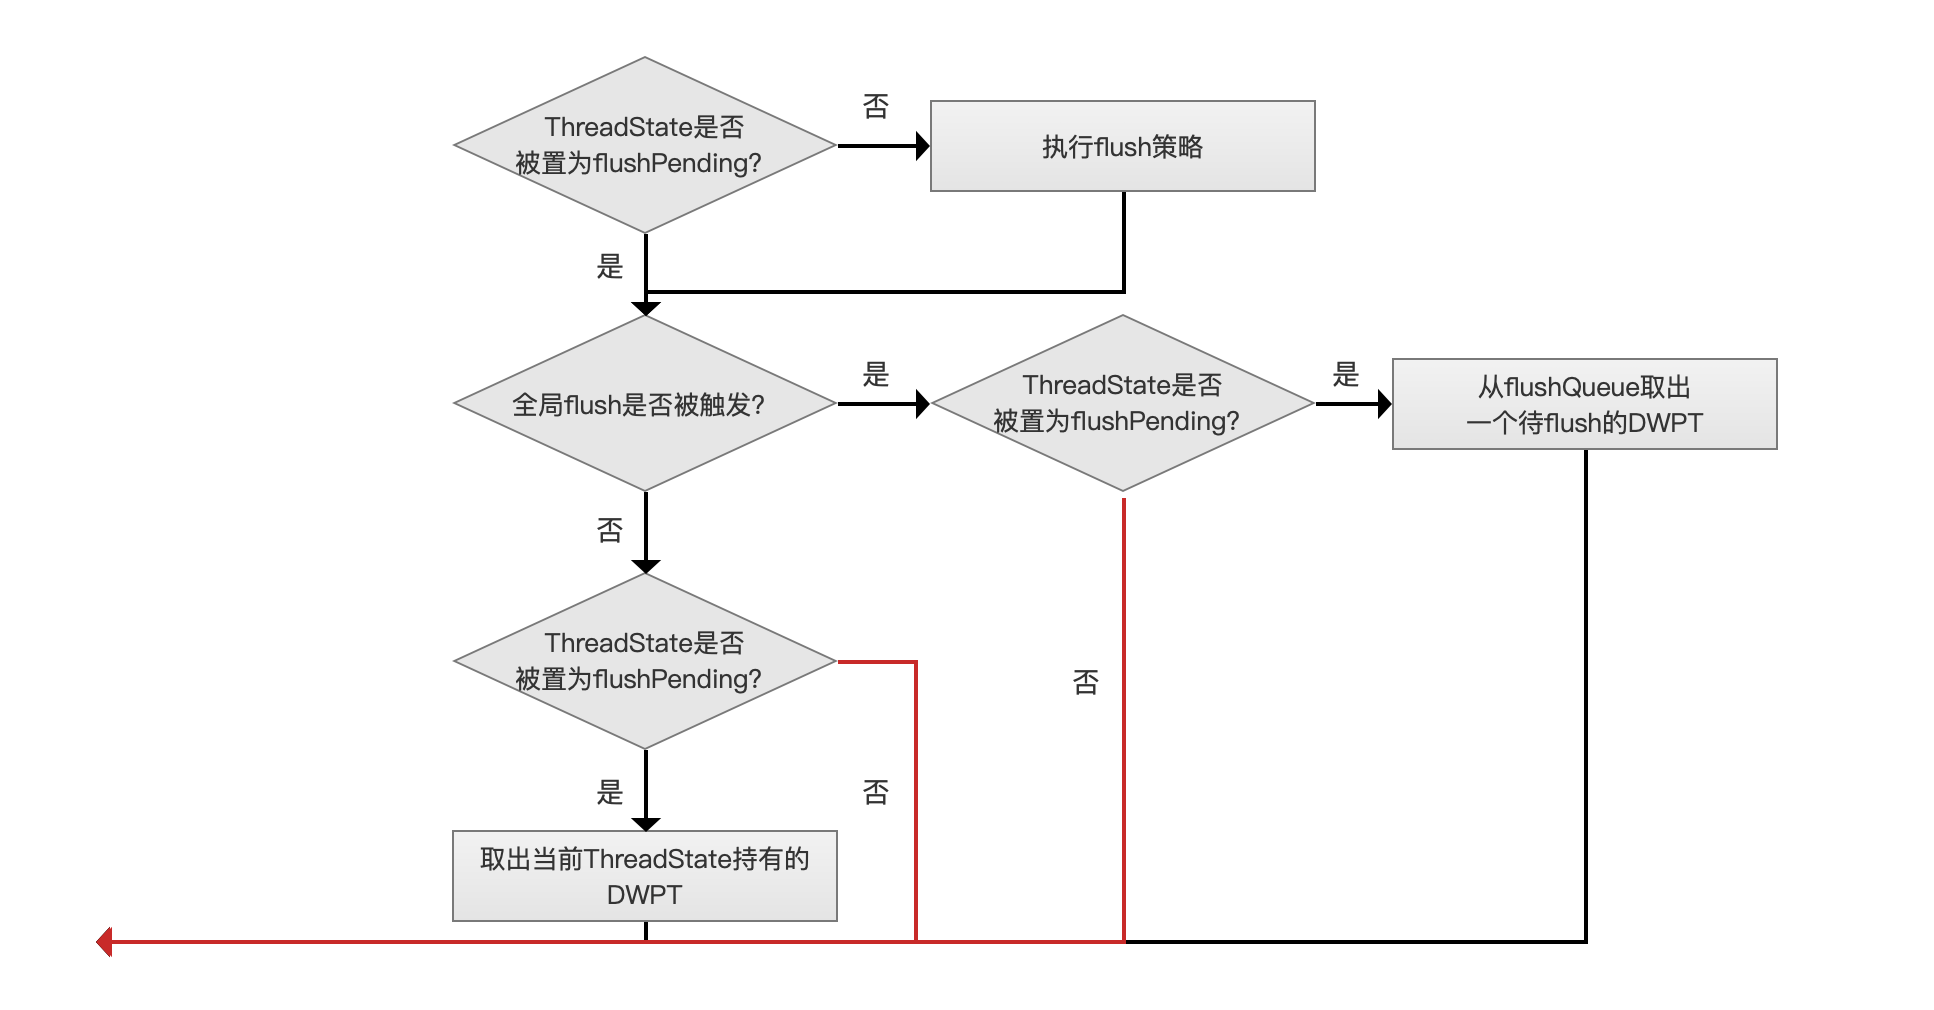 ThreadState是否
被置为flushPending?
否
执行flush策略
是
全局flush是否被触发?
是
ThreadState是否
被置为flushPending?
是
从flushQueue取出
一个待flush的DWPT
否
ThreadState是否
被置为flushPending?
否
是
否
取出当前ThreadState持有的
DWPT